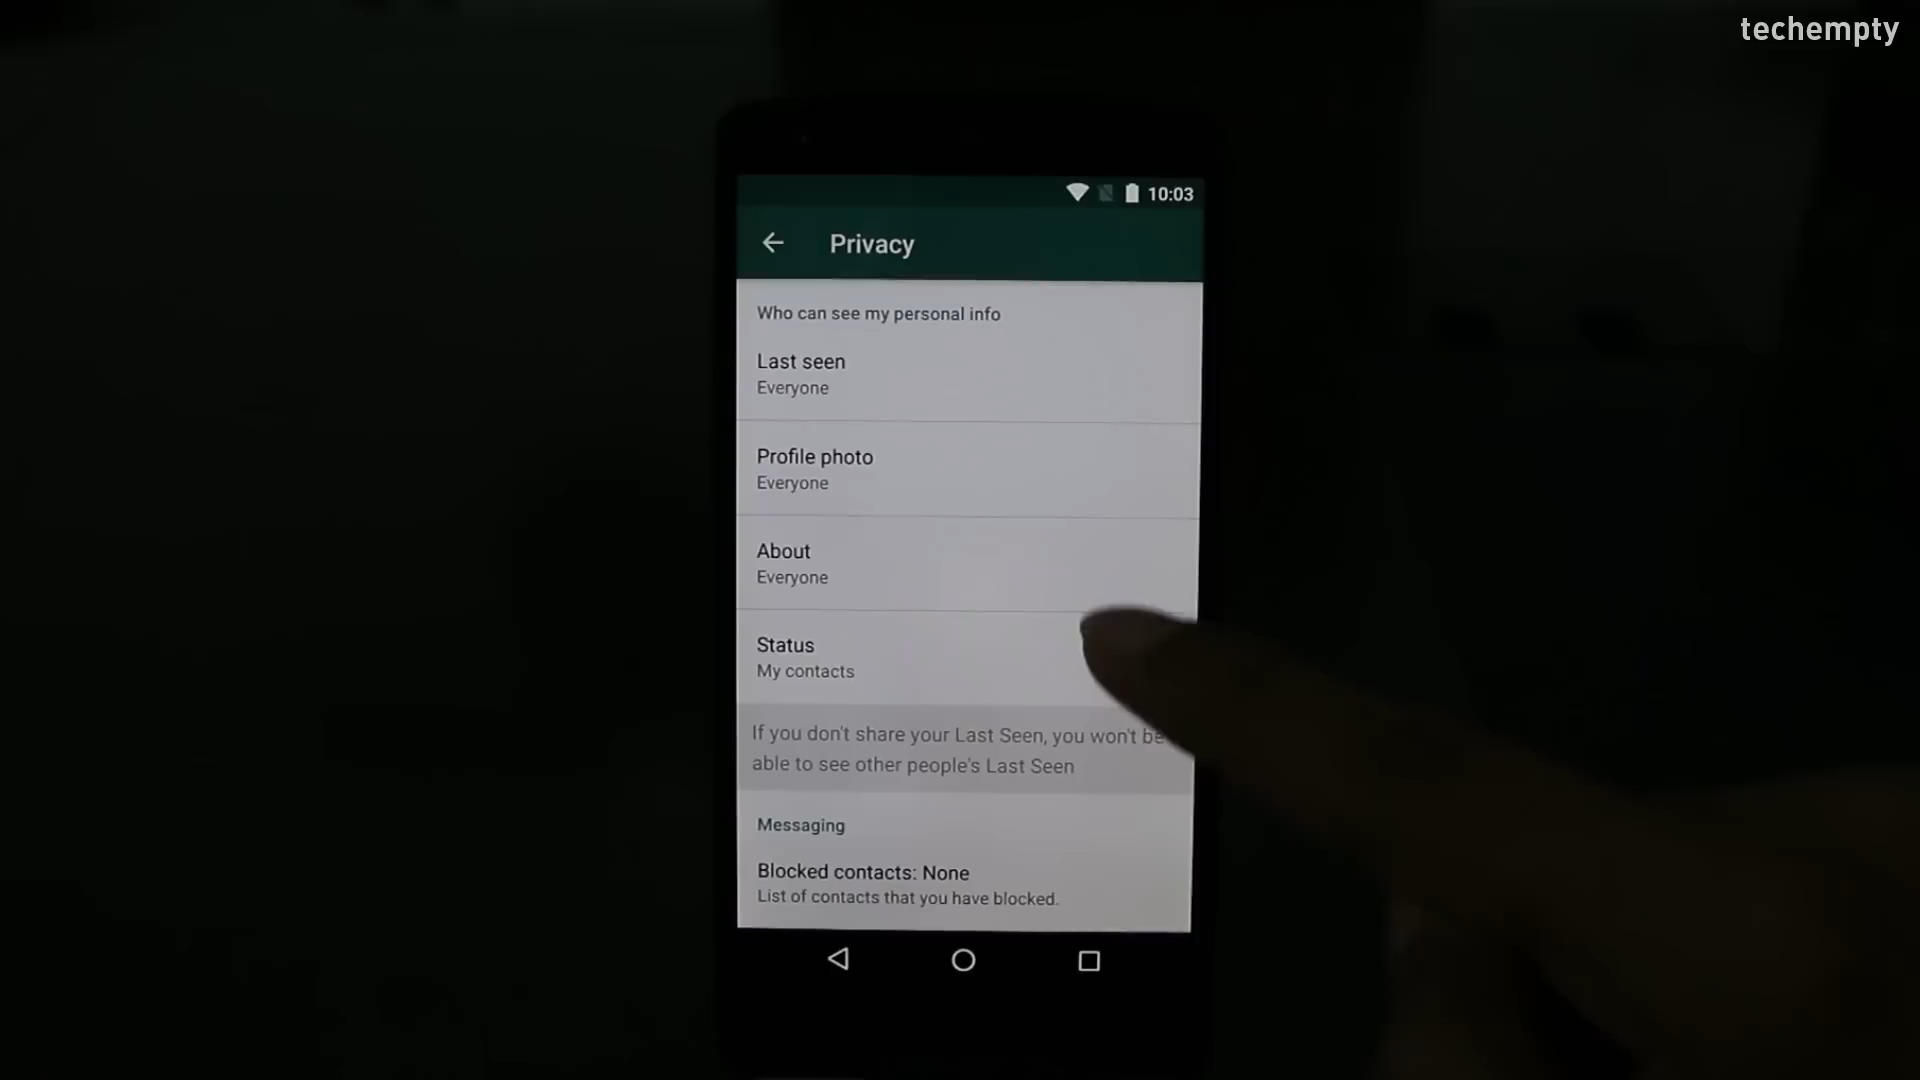 techempty
10:03
Privacy
Who can see my personal info
Last seen
Everyone
Profile photo
Everyone
About
Everyone
Status
My contacts
If you don't share your Last Seen, you won't be
able to see other people's Last Seen
Messaging
Blocked contacts: None
List of contacts that you have blocked.